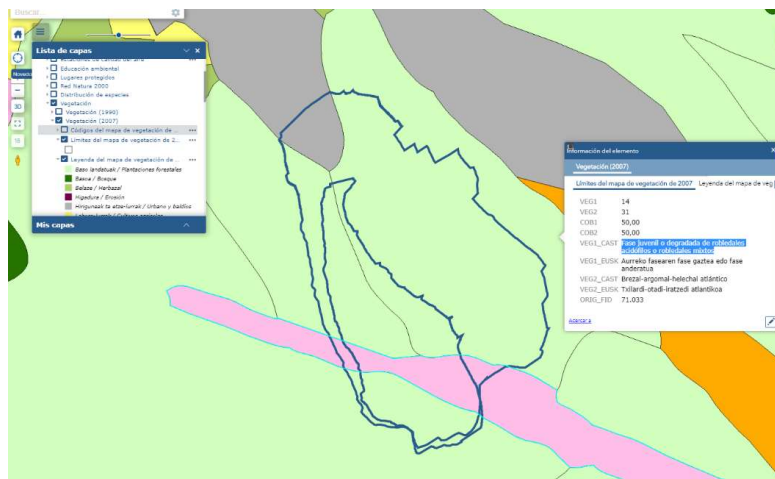 Buscar...
Lista de capas
Educación ambiental
Lugares protegidos
Red Natura 2000
Distribución de especies
Vegetación
Vegetación (1990)
Vegetación (2007)
Códigos del mapa de vegetación de ...
Límites del mapa de vegetación de 2...
Leyenda del mapa de vegetación de ...
Baso landatuak / Plantaciones forestales
Basoa / Bosque
Belaze / Herbazal
Higadura / Erosión
Hiriguneak ta etze-lurrak / Urbano y baldíos
Mis capas
3D
Información del elemento
Vegetación (2007)
Límites del mapa de vegetación de 2007 Leyenda del mapa de veg
VEG1 14
VEG2 31
COB1 50,00
COB2 50,00
VEG1_CAST Fase juvenil o degradada de robledales
acidófilos o robledales mixtos
VEG1_EUSK Aurreko fasearen fase gaztea edo fase
anderatua
VEG2_CAST Brezal-argomal-helechal atlántico
VEG2_EUSK Txilardi-otadi-iratzedi atlantikoa
ORIG_FID 71.033
Acercar a